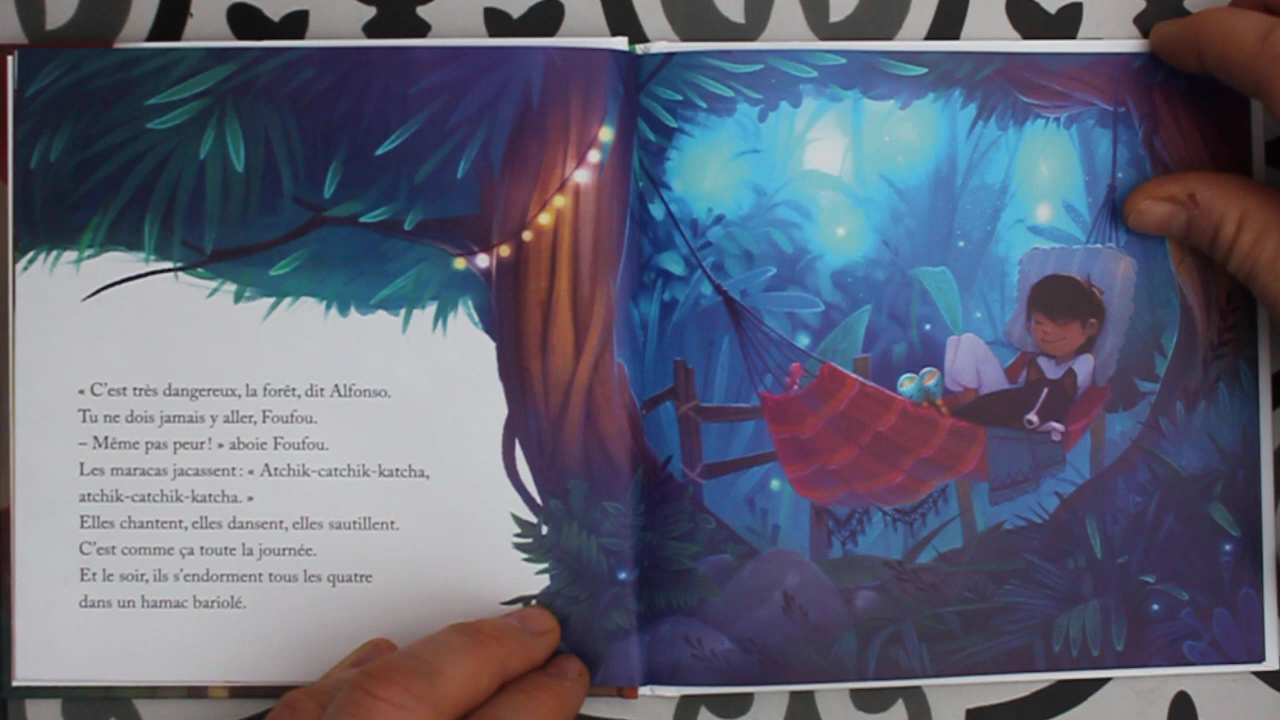 « C'est très dangereux, la forêt, dit Alfonso.
Tu ne dois jamais y aller, Foufou.
– Même pas peur ! » aboie Foufou.
Les maracas jacassent : « Atchik-catchik-katcha,
atchik-catchik-katcha. »
Elles chantent, elles dansent, elles sautillent.
C'est comme ça toute la journée.
Et le soir, ils s'endorment tous les quatre
dans un hamac bariolé.